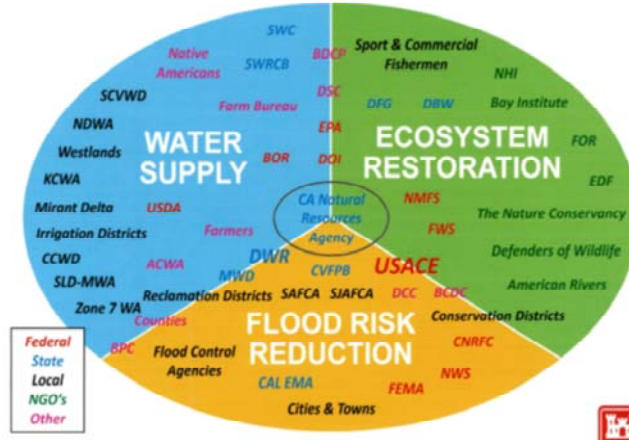 SWC
Native
Americans
SWRCB
BDCP
Sport & Commercial
Fishermen
NHI
SCVWD
Farm Bureau
DSC
DFG
DBW
Bay Institute
NDWA
EPA
WATER
SUPPLY
ECOSYSTEM
RESTORATION
FOR
Westlands
BOR
DOI
KCWA
EDF
CA Natural
Resources
Agency
NMFS
Mirant Delta
USDA
The Nature Conservancy
Irrigation Districts
Farmers
FWS
CCWD
DWR
Defenders of Wildlife
ACWA
MWD
CVFPB
USACE
SLD-MWA
American Rivers
Reclamation Districts
SAFCA
SJAFCA
DCC
BCDC
Zone 7 WA
Counties
FLOOD RISK
REDUCTION
Conservation Districts
BPC
Flood Control
Agencies
CNRFC
CAL EMA
FEMA
NWS
Cities & Towns
Federal
State
Local
NGO's
Other